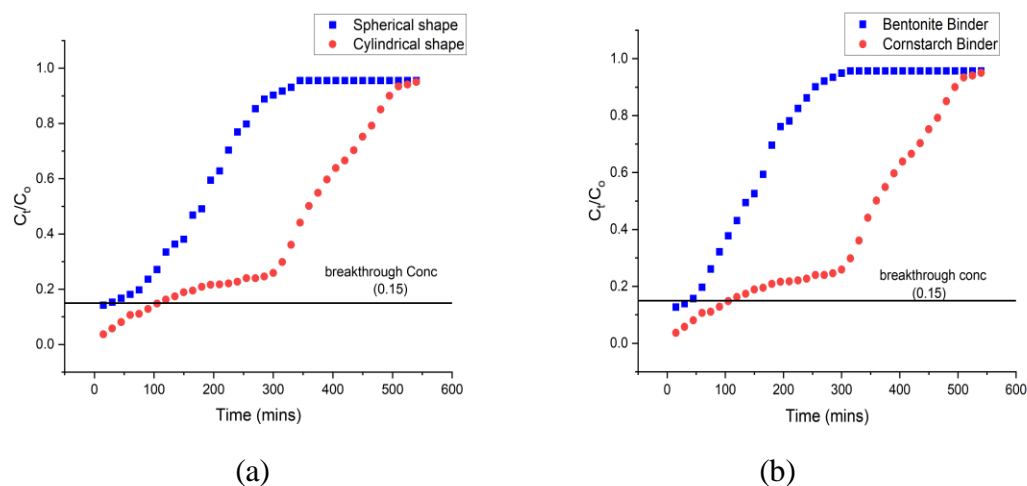 Spherical shape
Cylindrical shape
1.0
0.8
0.6
0.4
0.2
0.0
Ct/Co
breakthrough Conc
(0.15)
0
100
200
300
400
500
600
Time (mins)
(a)
Bentonite Binder
Cornstarch Binder
1.0
0.8
0.6
0.4
0.2
0.0
Ct/Co
breakthrough conc
(0.15)
0
100
200
300
400
500
600
Time (mins)
(b)